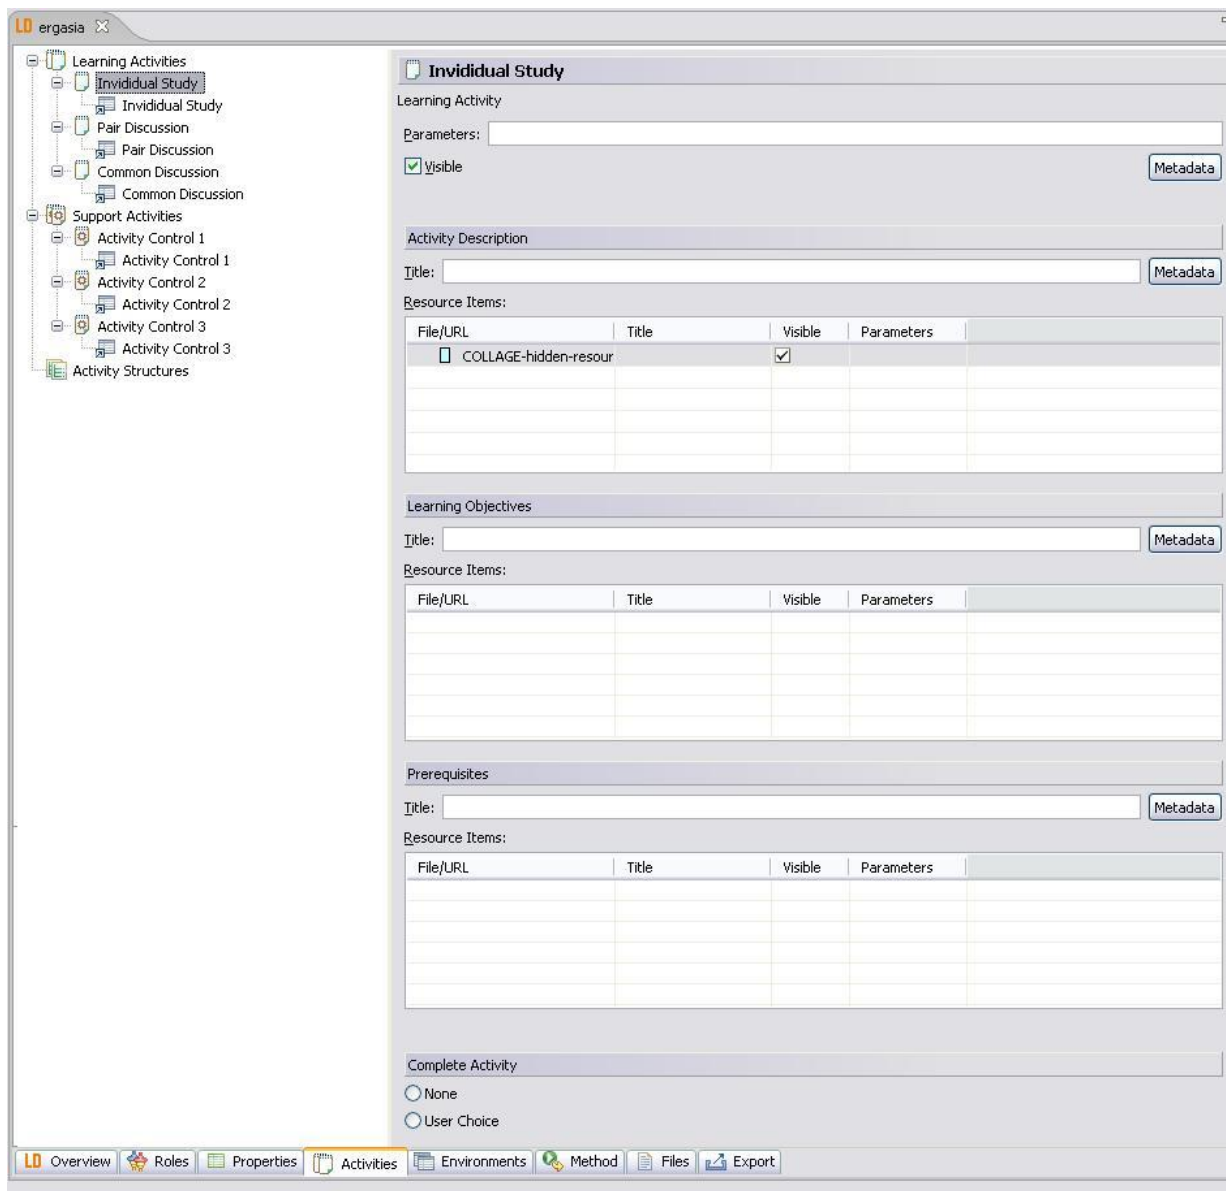 LD ergasia
Learning Activities
Invididual Study
Invididual Study
Pair Discussion
Pair Discussion
Common Discussion
Common Discussion
Support Activities
Activity Control 1
Activity Control 1
Activity Control 2
Activity Control 2
Activity Control 3
Activity Control 3
Activity Structures
Invididual Study
Learning Activity
Parameters:
Visible Metadata
Activity Description
Title: Metadata
Resource Items:
File/URL Title Visible Parameters
COLLAGE-hidden-resour
Learning Objectives
Title: Metadata
Resource Items:
File/URL Title Visible Parameters
Prerequisites
Title: Metadata
Resource Items:
File/URL Title Visible Parameters
Complete Activity
None
User Choice
LD Overview Roles Properties Activities Environments Method Files Export